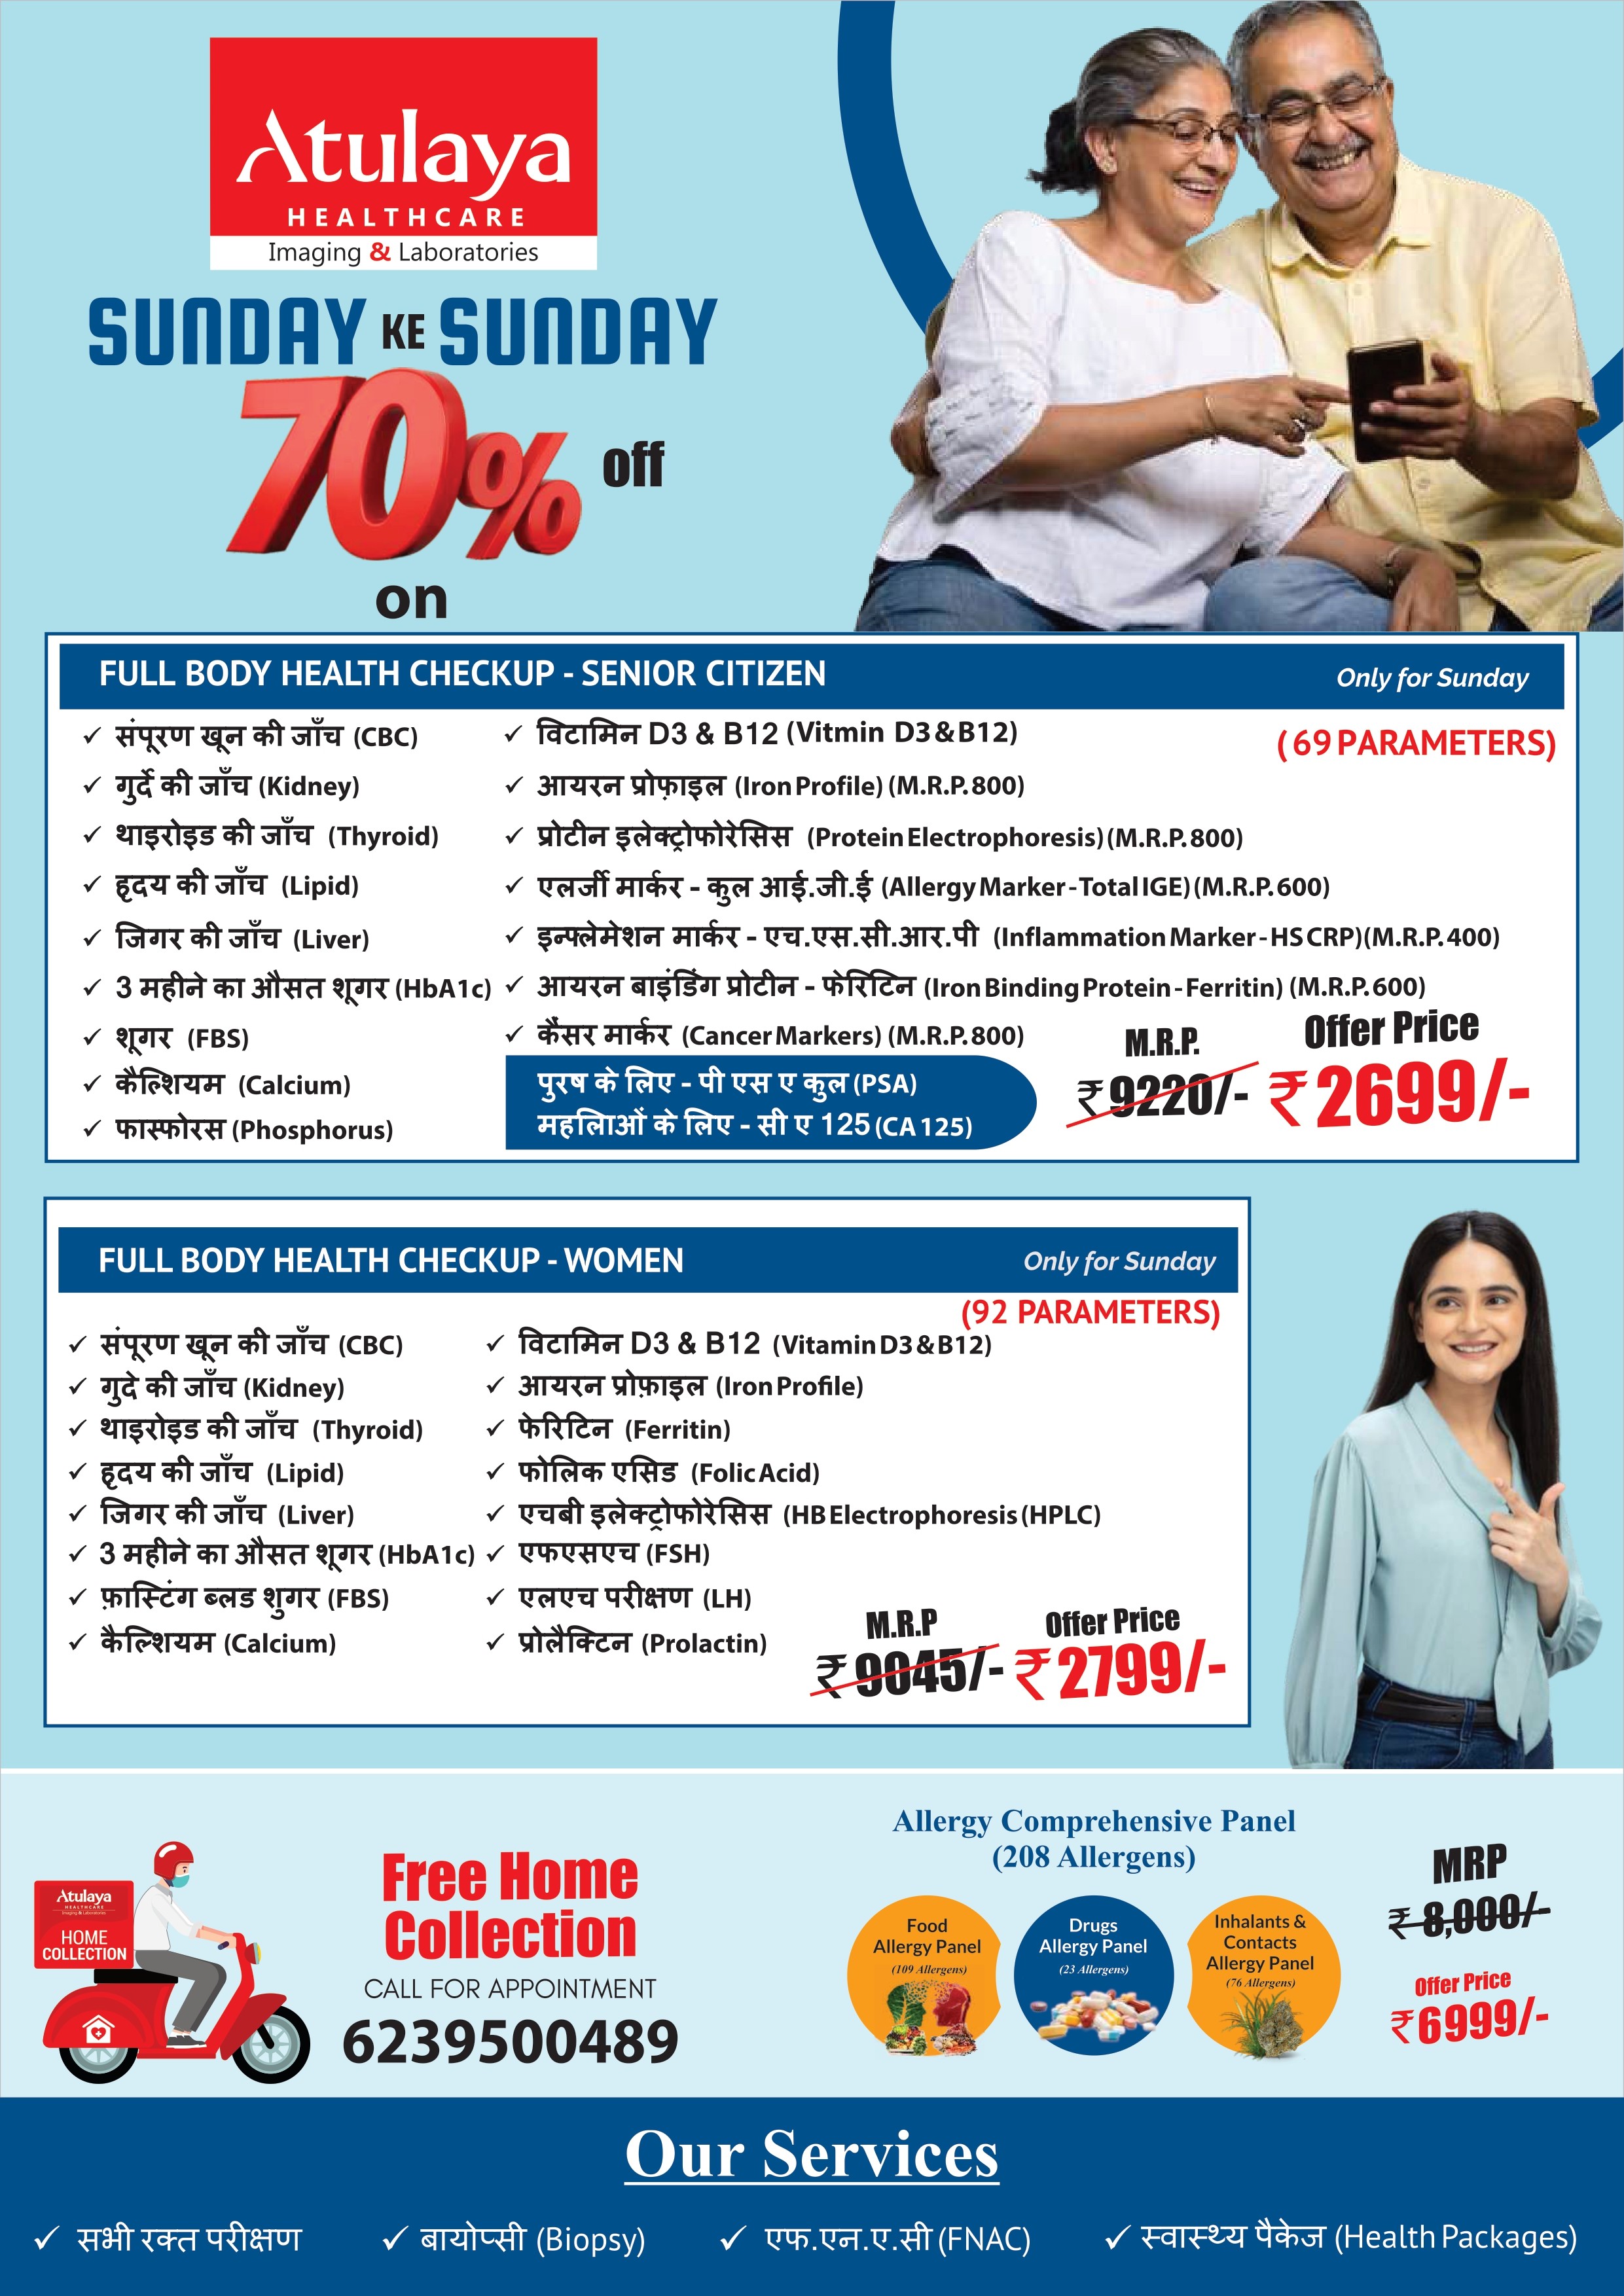 Atulaya
HEALTHCARE
Imaging & Laboratories
SUNDAY KE SUNDAY
70% off
on
FULL BODY HEALTH CHECKUP - SENIOR CITIZEN
Only for Sunday
(69 PARAMETERS)
✓ संपूरण खून की जाँच (CBC)
✓ गुर्दे की जाँच (Kidney)
✓ थाइरोइड की जाँच (Thyroid)
✓ हृदय की जाँच (Lipid)
✓ जिगर की जाँच (Liver)
✓ 3 महीने का औसत शूगर (HbA1c)
✓ शूगर (FBS)
✓ कैल्शियम (Calcium)
✓ फास्फोरस (Phosphorus)
✓ विटामिन D3 & B12 (Vitmin D3 & B12)
✓ आयरन प्रोफ़ाइल (Iron Profile) (M.R.P. 800)
✓ प्रोटीन इलेक्ट्रोफोरेसिस (Protein Electrophoresis) (M.R.P. 800)
✓ एलर्जी मार्कर - कुल आई.जी.ई (Allergy Marker - Total IGE) (M.R.P. 600)
✓ इन्फ्लेमेशन मार्कर - एच.एस.सी.आर.पी (Inflammation Marker - HS CRP) (M.R.P. 400)
✓ आयरन बाइंडिंग प्रोटीन - फेरिटिन (Iron Binding Protein - Ferritin) (M.R.P. 600)
✓ कैंसर मार्कर (Cancer Markers) (M.R.P. 800)
पुरष के लिए - पी एस ए कुल (PSA)
महलिाओं के लिए - सी ए 125 (CA 125)
M.R.P.
₹ 9220/-
Offer Price
₹ 2699/-
FULL BODY HEALTH CHECKUP - WOMEN
Only for Sunday
(92 PARAMETERS)
✓ संपूरण खून की जाँच (CBC)
✓ गुदे की जाँच (Kidney)
✓ थाइरोइड की जाँच (Thyroid)
✓ हृदय की जाँच (Lipid)
✓ जिगर की जाँच (Liver)
✓ 3 महीने का औसत शूगर (HbA1c)
✓ फ़ास्टिंग ब्लड शुगर (FBS)
✓ कैल्शियम (Calcium)
✓ विटामिन D3 & B12 (Vitamin D3 & B12)
✓ आयरन प्रोफ़ाइल (Iron Profile)
✓ फेरिटिन (Ferritin)
✓ फोलिक एसिड (Folic Acid)
✓ एचबी इलेक्ट्रोफोरेसिस (HB Electrophoresis (HPLC)
✓ एफएसएच (FSH)
✓ एलएच परीक्षण (LH)
✓ प्रोलैक्टिन (Prolactin)
M.R.P
₹ 9045/-
Offer Price
₹ 2799/-
Atulaya
HEALTHCARE
Imaging & Laboratories
HOME
COLLECTION
Free Home
Collection
CALL FOR APPOINTMENT
6239500489
Allergy Comprehensive Panel
(208 Allergens)
Food
Allergy Panel
(109 Allergens)
Drugs
Allergy Panel
(23 Allergens)
Inhalants &
Contacts
Allergy Panel
(76 Allergens)
MRP
₹ 8,000/-
Offer Price
₹6999/-
Our Services
✓ सभी रक्त परीक्षण
✓ बायोप्सी (Biopsy)
✓ एफ.एन.ए.सी (FNAC)
✓ स्वास्थ्य पैकेज (Health Packages)